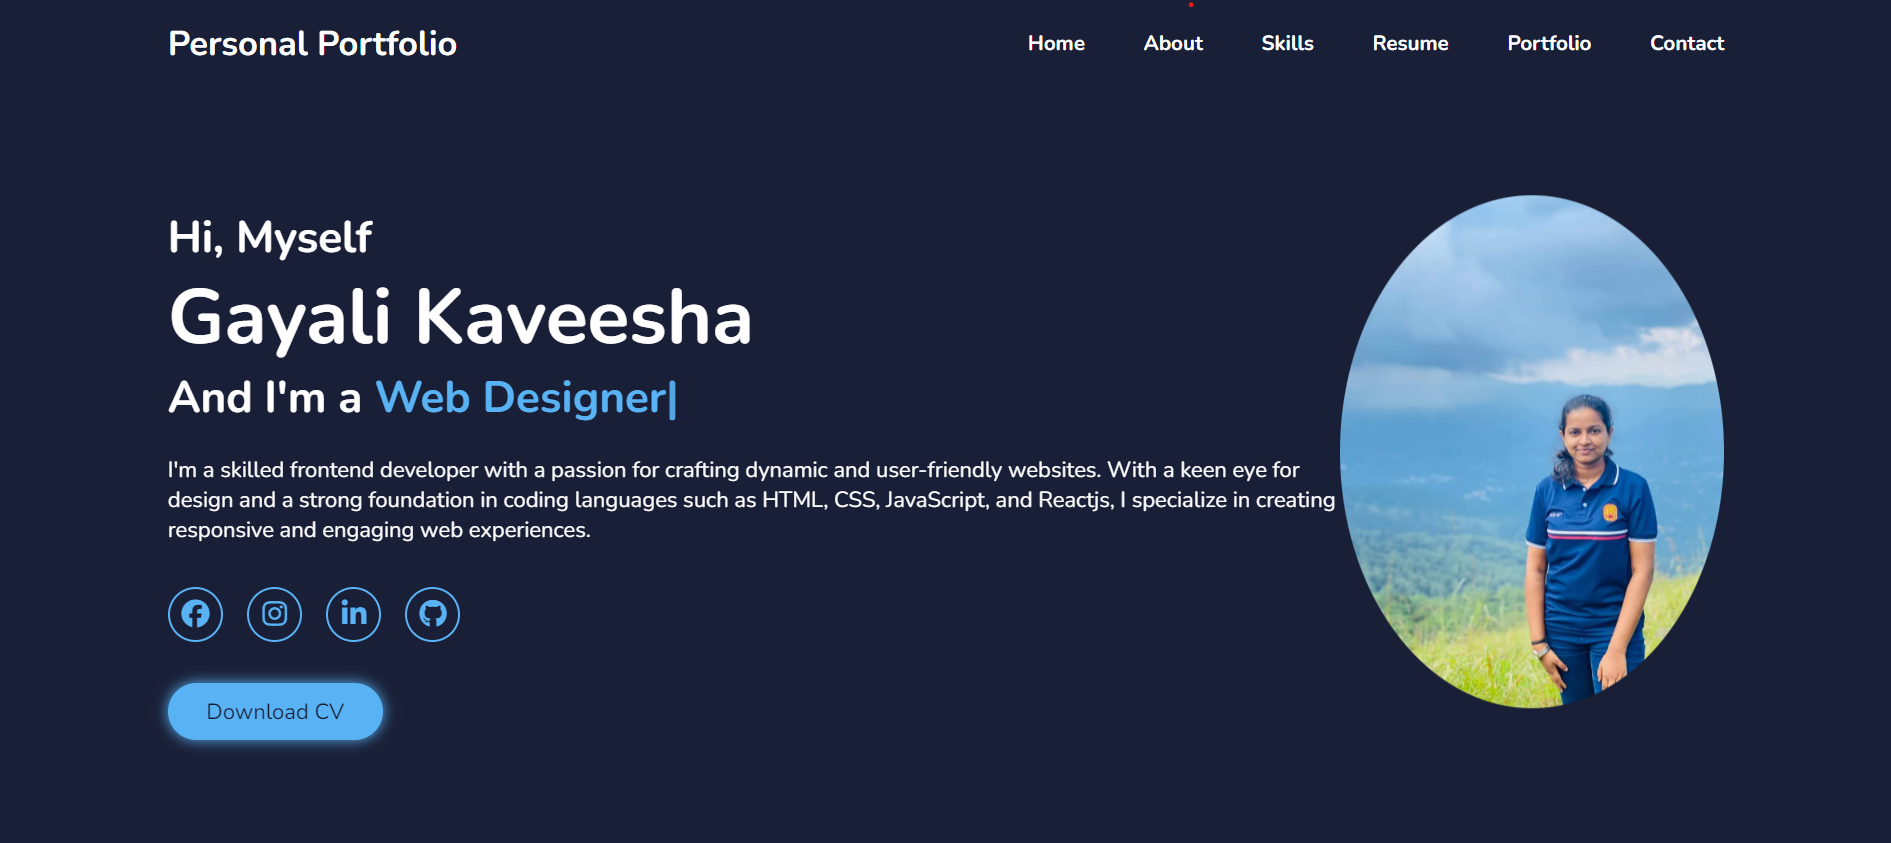 Personal Portfolio
Home About Skills Resume Portfolio Contact
Hi, Myself
Gayali Kaveesha
And I'm a Web Designer|
I'm a skilled frontend developer with a passion for crafting dynamic and user-friendly websites. With a keen eye for
design and a strong foundation in coding languages such as HTML, CSS, JavaScript, and Reactjs, I specialize in creating
responsive and engaging web experiences.
in
Download CV